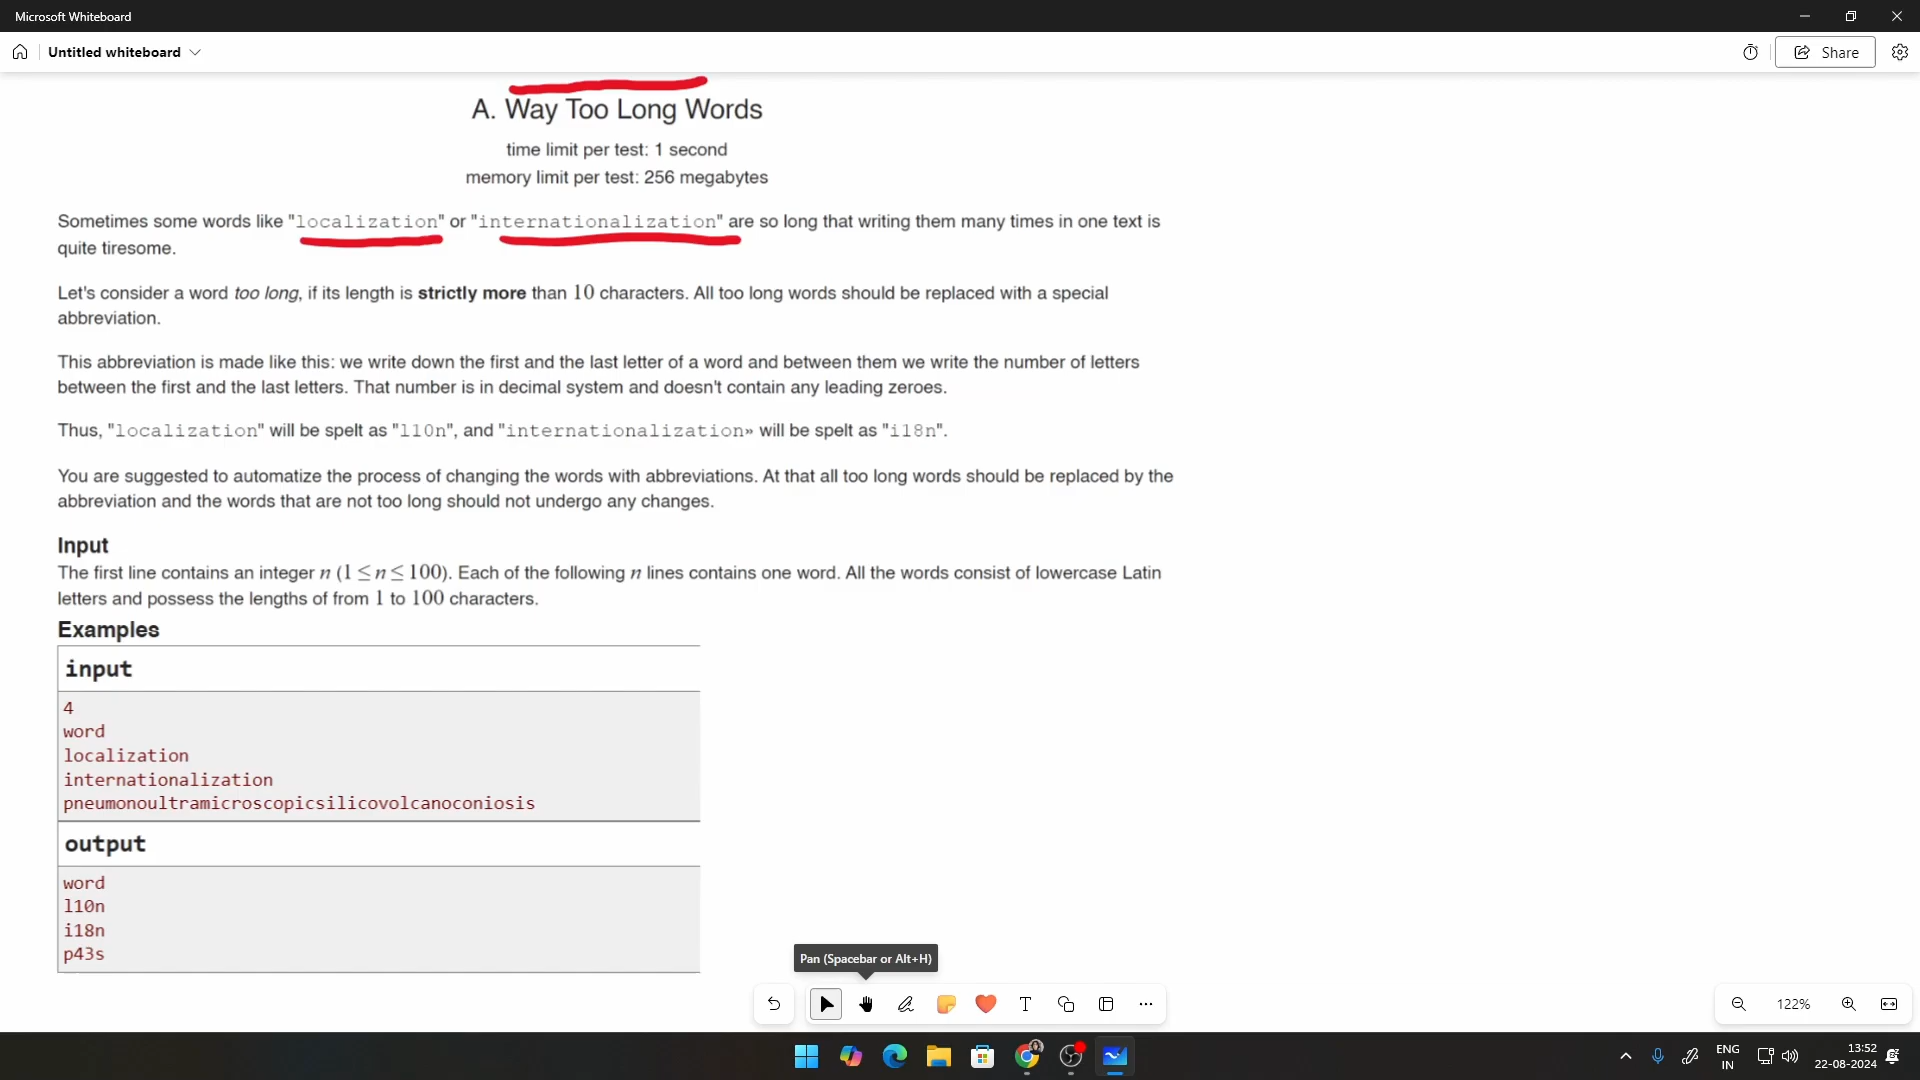 Microsoft Whiteboard
Untitled whiteboard
Share
A. Way Too Long Words
time limit per test: 1 second
memory limit per test: 256 megabytes
Sometimes some words like "localization" or "internationalization" are so long that writing them many times in one text is
quite tiresome.
Let's consider a word too long, if its length is strictly more than 10 characters. All too long words should be replaced with a special
abbreviation.
This abbreviation is made like this: we write down the first and the last letter of a word and between them we write the number of letters
between the first and the last letters. That number is in decimal system and doesn't contain any leading zeroes.
Thus, "localization" will be spelt as "l10n", and "internationalization» will be spelt as "i18n".
You are suggested to automatize the process of changing the words with abbreviations. At that all too long words should be replaced by the
abbreviation and the words that are not too long should not undergo any changes.
Input
The first line contains an integer n (1 ≤ n ≤ 100). Each of the following n lines contains one word. All the words consist of lowercase Latin
letters and possess the lengths of from 1 to 100 characters.
Examples
input
4
word
localization
internationalization
pneumonoultramicroscopicsilicovolcanoconiosis
output
word
l10n
i18n
p43s
Pan (Spacebar or Alt+H)
122%
ENG
IN
13:52
22-08-2024